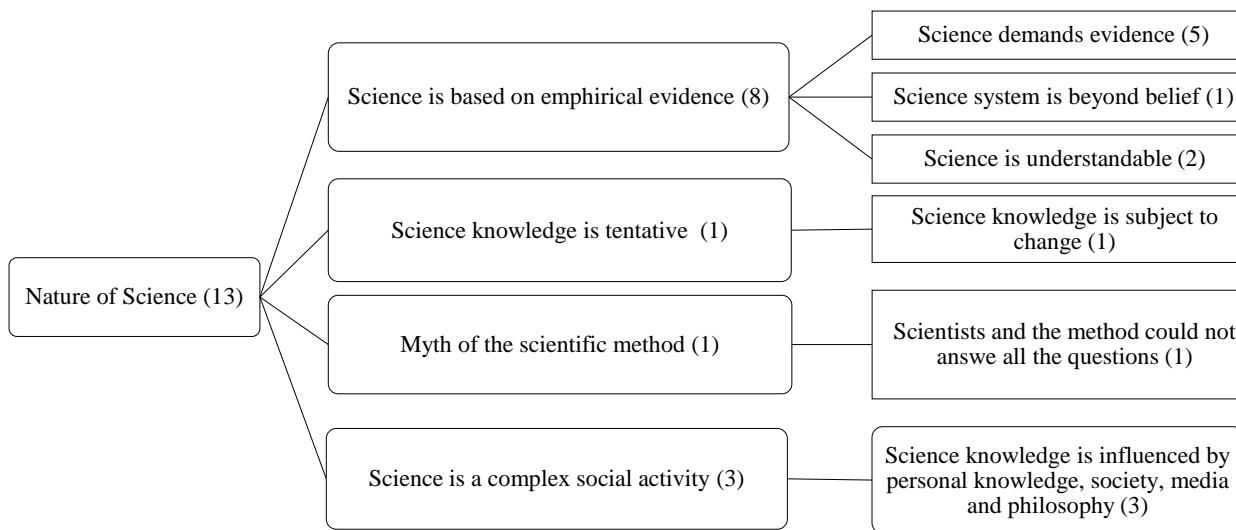 Nature of Science (13)
Science is based on emphirical evidence (8)
Science demands evidence (5)
Science system is beyond belief (1)
Science is understandable (2)
Science knowledge is tentative (1)
Science knowledge is subject to
change (1)
Myth of the scientific method (1)
Scientists and the method could not
answe all the questions (1)
Science is a complex social activity (3)
Science knowledge is influenced by
personal knowledge, society, media
and philosophy (3)